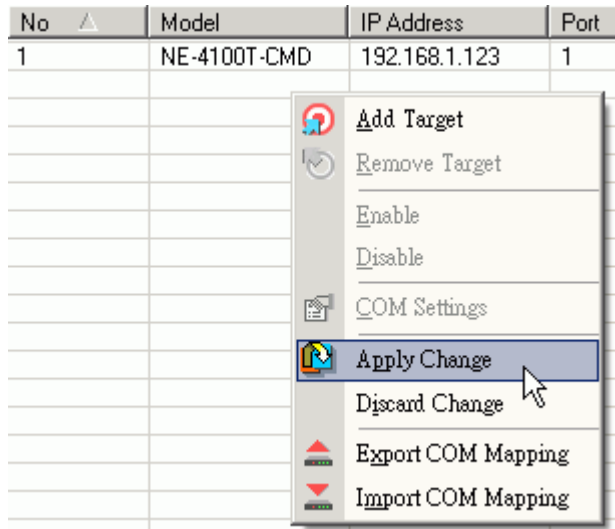 No Model IP Address Port
1 NE-4100T-CMD 192.168.1.123 1
Add Target
Remove Target
Enable
Disable
COM Settings
Apply Change
Discard Change
Export COM Mapping
Import COM Mapping